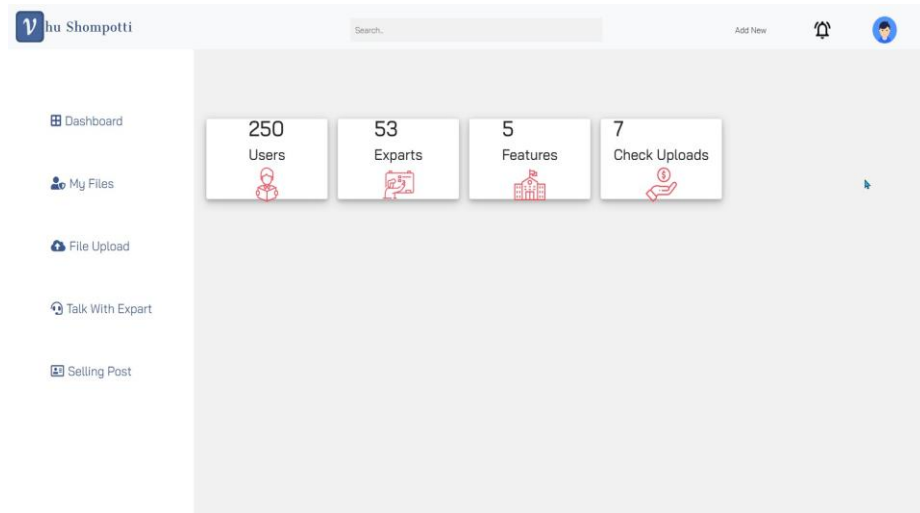 Vhu Shompotti
Search..
Add New
Dashboard
My Files
File Upload
Talk With Expart
Selling Post
250
Users
53
Exparts
5
Features
7
Check Uploads